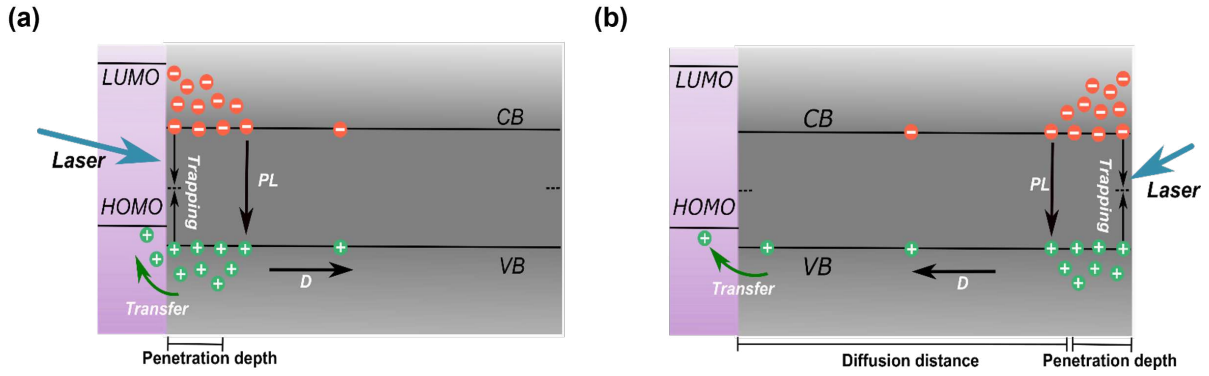 (a)
LUMO
CB
Laser
Trapping
PL
HOMO
VB
D
Transfer
Penetration depth
(b)
LUMO
CB
PL
Trapping
Laser
HOMO
VB
D
Transfer
Diffusion distance
Penetration depth